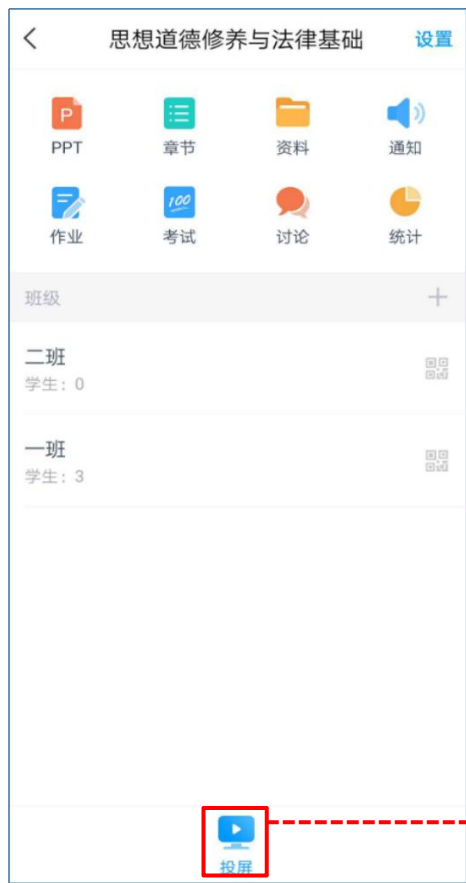 思想道德修养与法律基础 设置
P
PPT 章节 资料 通知
100
作业 考试 讨论 统计
班级
二班
学生：0
一班
学生：3
投屏